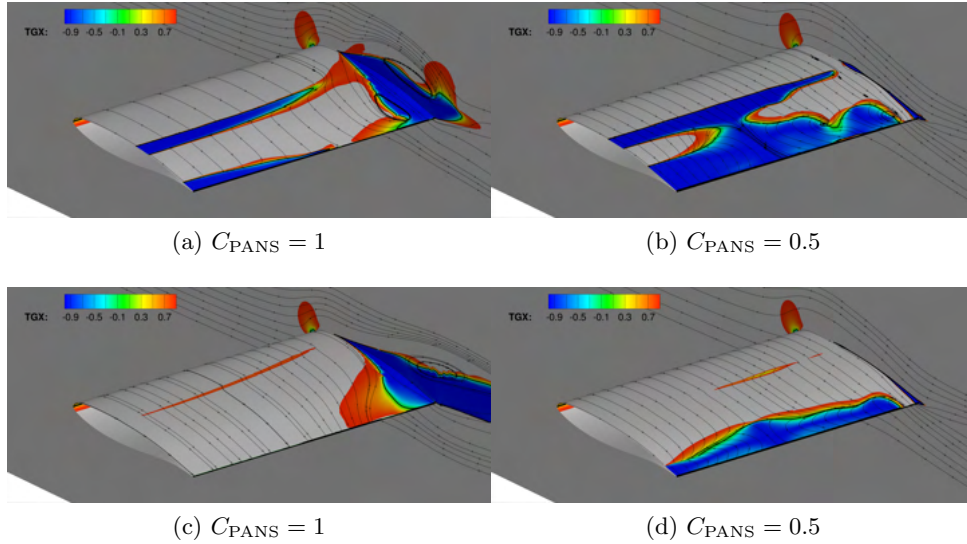 TGX: -0.9 -0.5 -0.1 0.3 0.7
TGX: -0.9 -0.5 -0.1 0.3 0.7
(a) C_PANS = 1
(b) C_PANS = 0.5
TGX: -0.9 -0.5 -0.1 0.3 0.7
TGX: -0.9 -0.5 -0.1 0.3 0.7
(c) C_PANS = 1
(d) C_PANS = 0.5